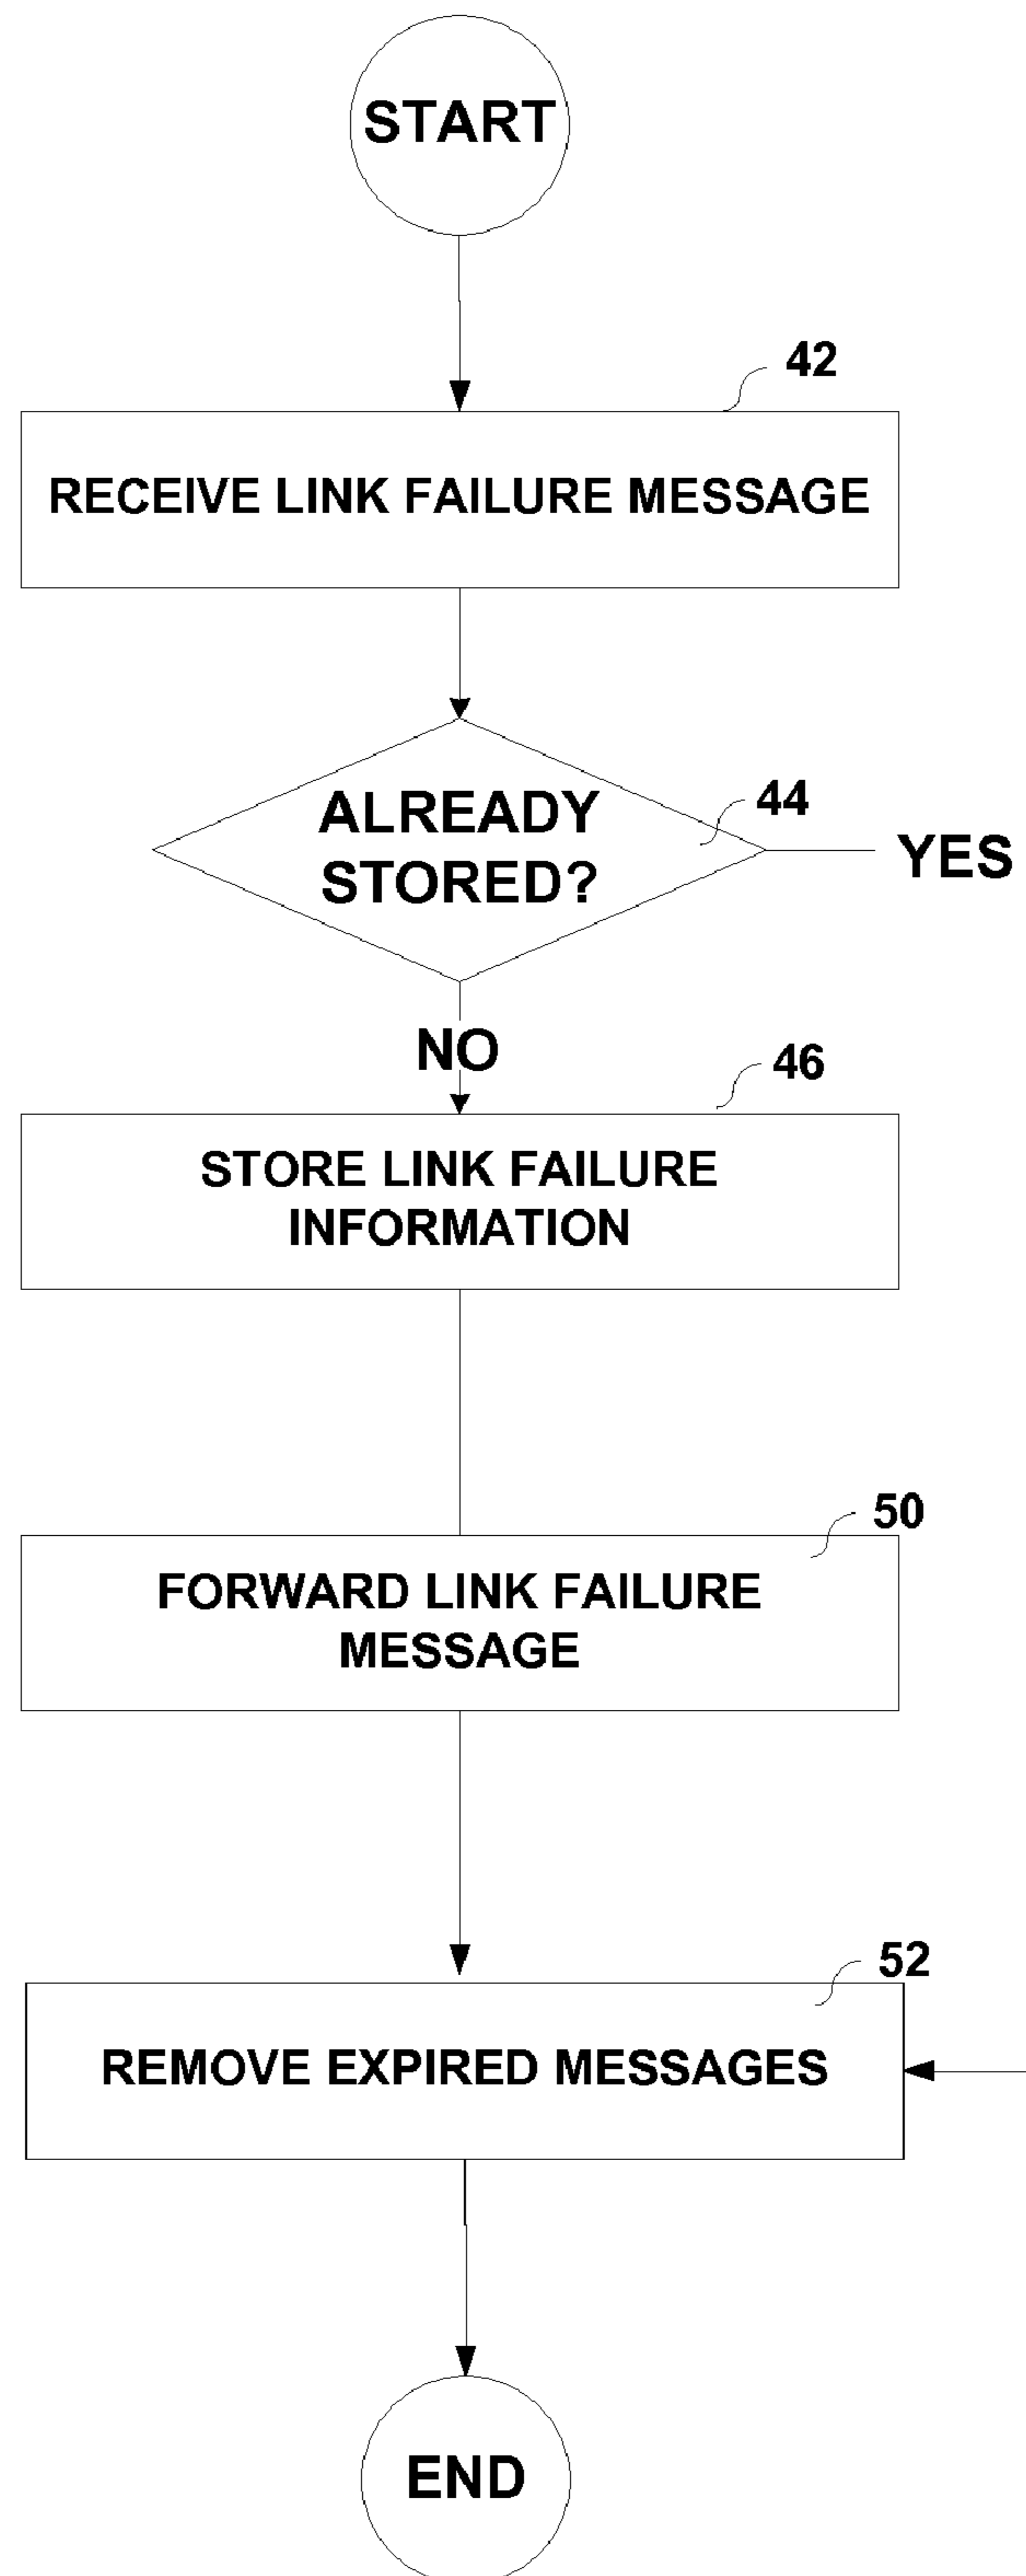 START
42
RECEIVE LINK FAILURE MESSAGE
44
ALREADY
STORED?
YES
NO
46
STORE LINK FAILURE
INFORMATION
50
FORWARD LINK FAILURE
MESSAGE
52
REMOVE EXPIRED MESSAGES
END